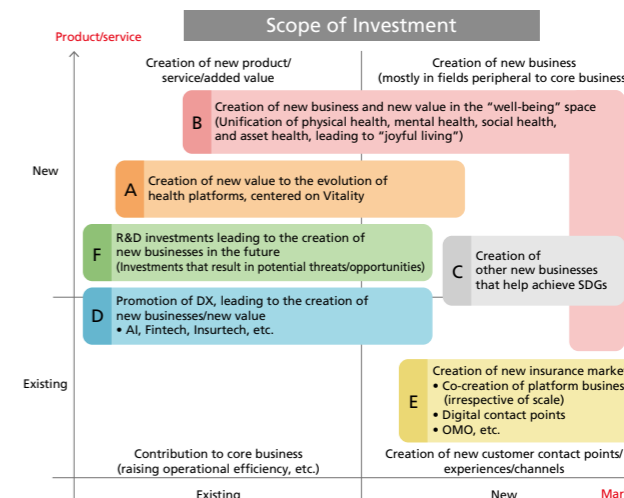 Scope of Investment
Product/service
Creation of new product/
service/added value
Creation of new business
(mostly in fields peripheral to core business
B
Creation of new business and new value in the “well-being” space
(Unification of physical health, mental health, social health,
and asset health, leading to “joyful living”)
New
A
Creation of new value to the evolution of
health platforms, centered on Vitality
F
R&D investments leading to the creation of
new businesses in the future
(Investments that result in potential threats/opportunities)
C
Creation of
other new businesses
that help achieve SDGs
D
Promotion of DX, leading to the creation of
new businesses/new value
• AI, Fintech, Insurtech, etc.
Existing
E
Creation of new insurance market
• Co-creation of platform busines
(irrespective of scale)
• Digital contact points
• OMO, etc.
Contribution to core business
(raising operational efficiency, etc.)
Creation of new customer contact points/
experiences/channels
Existing
New
Mar